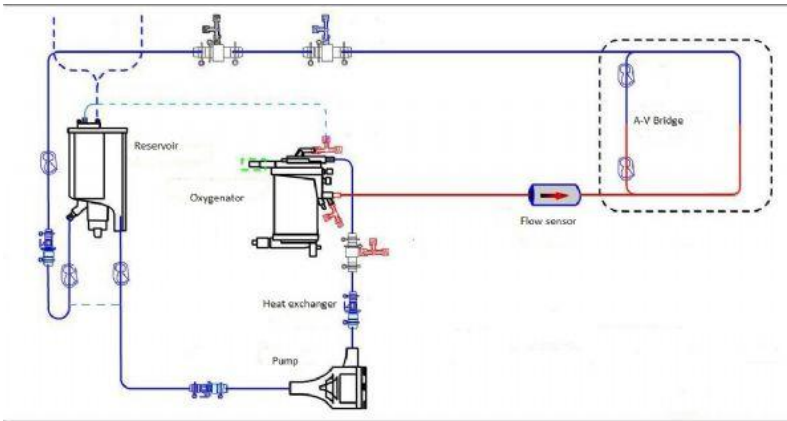 A-V Bridge
Reservoir
Oxygenator
Flow sensor
Heat exchanger
Pump